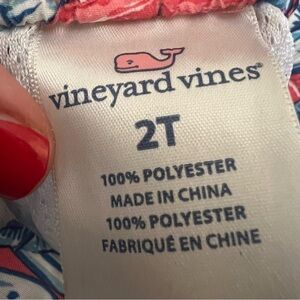 vineyard vines®
2T
100% POLYESTER
MADE IN CHINA
100% POLYESTER
FABRIQUÉ EN CHINE